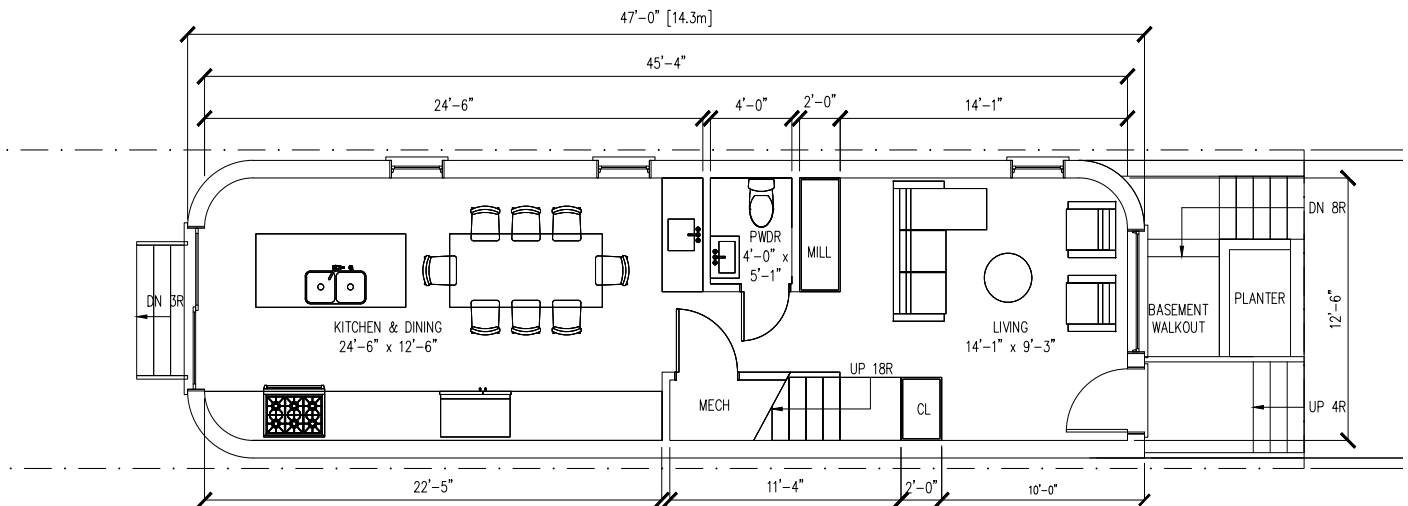 47'-0" [14.3m]
45'-4"
24'-6"
4'-0"
2'-0"
14'-1"
DN 8R
PWDR
4'-0" x
5'-1"
MILL
DN 3R
BASEMENT
WALKOUT
PLANTER
12'-6"
KITCHEN & DINING
24'-6" x 12'-6"
LIVING
14'-1" x 9'-3"
UP 18R
MECH
CL
UP 4R
22'-5"
11'-4"
2'-0"
10'-0"